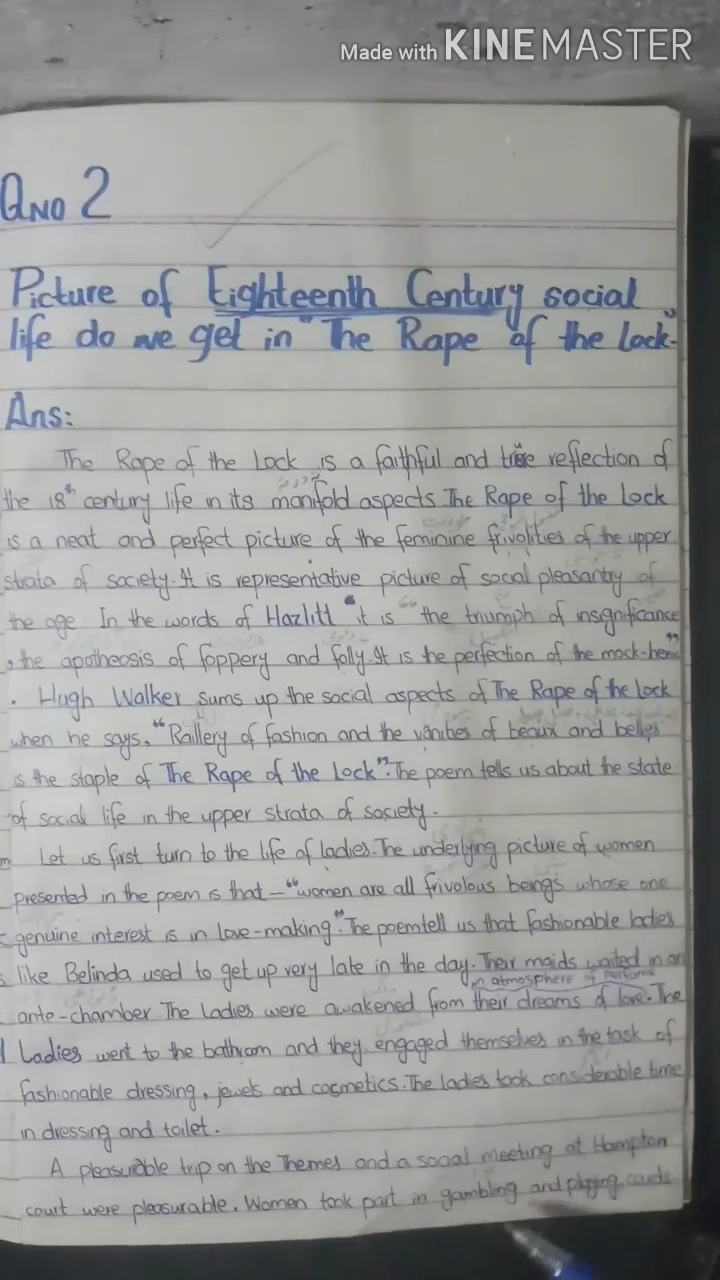 Made with KINEMASTER
QNO 2
Picture of Eighteenth Century social
life do we get in "The Rape of the lock"
Ans:
The Rape of the Lock is a faithful and true reflection of
the 18th century life in its manifold aspects. The Rape of the Lock
is a neat and perfect picture of the feminine frivolities of the upper
strata of society. It is representative picture of social pleasantry of
the age. In the words of Hazlitt "it is "the triumph of insignificance
, the apotheosis of foppery and folly. It is the perfection of the mock-heroic"
. Hugh Walker sums up the social aspects of The Rape of the Lock
when he says, "Raillery of fashion and the vanities of beaux and belles
is the staple of The Rape of the Lock". The poem tells us about the state
of social life in the upper strata of society.
Let us first turn to the life of ladies. The underlying picture of women
presented in the poem is that – "women are all frivolous beings whose one
genuine interest is in love-making". The poem tell us that fashionable ladies
like Belinda used to get up very late in the day. Their maids waited in an
in atmosphere of perfume
ante-chamber. The Ladies were awakened from their dreams of love. The
Ladies went to the bathroom and they engaged themselves in the task of
fashionable dressing, jewels and cosmetics. The ladies took considerable time
in dressing and toilet.
A pleasurable trip on the Themes and a social meeting at Hampton
court were pleasurable. Women took part in gambling and playing cards